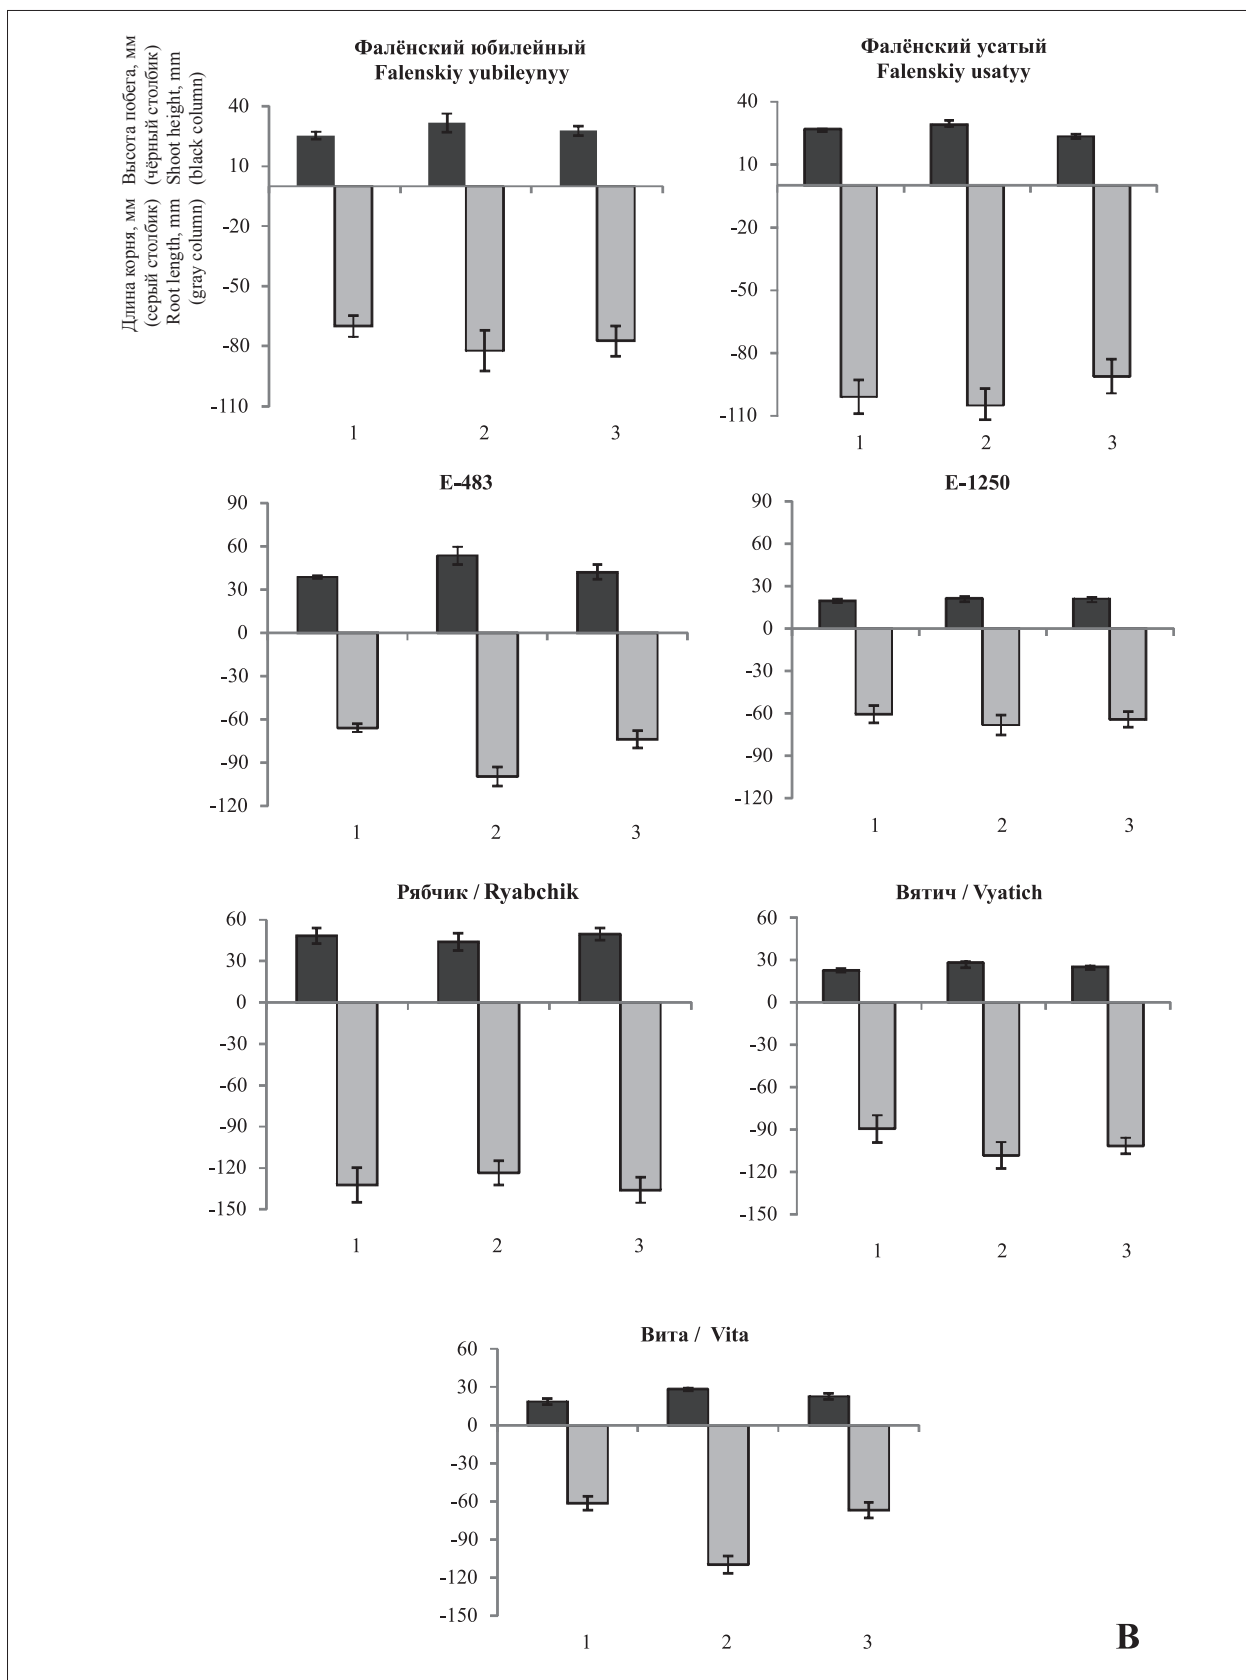 Высота побега, мм
(чёрный столбик)
Shoot height, mm
(black column)
Длина корня, мм
(серый столбик)
Root length, mm
(gray column)
Фалёнский юбилейный
Falenskiy yubileynyy
40
10
-20
-50
-80
-110
1 2 3
Фалёнский усатый
Falenskiy usatyy
40
10
-20
-50
-80
-110
1 2 3
E-483
90
60
30
0
-30
-60
-90
-120
1 2 3
E-1250
90
60
30
0
-30
-60
-90
-120
1 2 3
Рябчик / Ryabchik
60
30
0
-30
-60
-90
-120
-150
1 2 3
Вятич / Vyatich
60
30
0
-30
-60
-90
-120
-150
1 2 3
Вита / Vita
60
30
0
-30
-60
-90
-120
-150
1 2 3
B